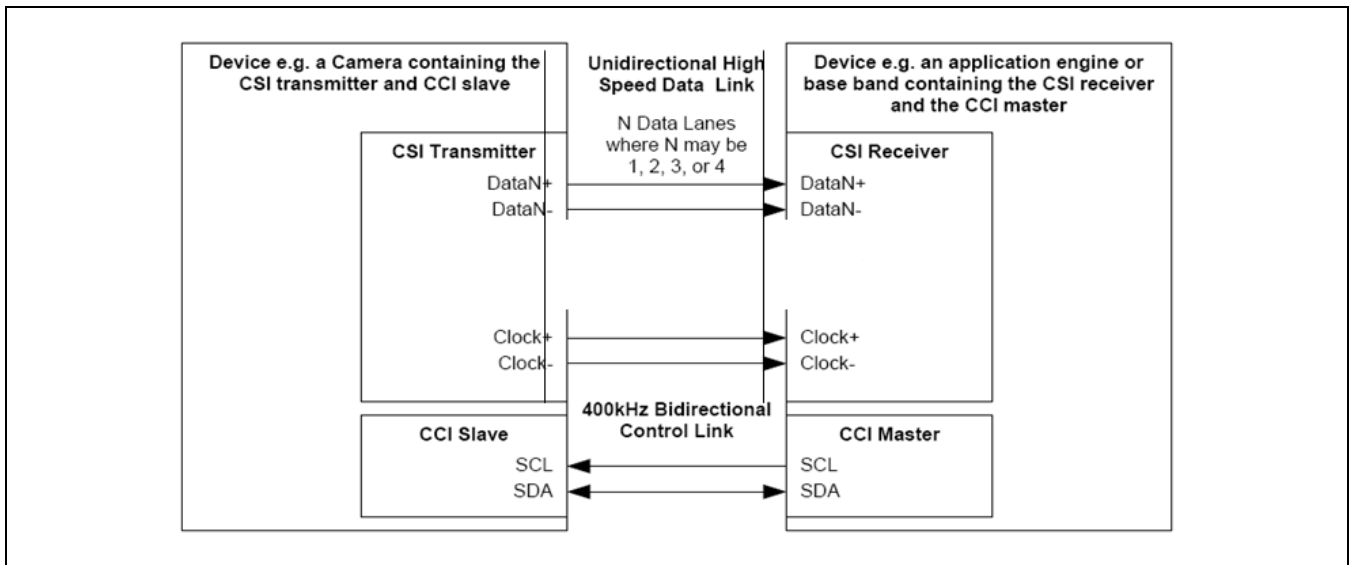 Device e.g. a Camera containing the
CSI transmitter and CCI slave
Unidirectional High
Speed Data Link
N Data Lanes
where N may be
1, 2, 3, or 4
Device e.g. an application engine or
base band containing the CSI receiver
and the CCI master
CSI Transmitter
DataN+
DataN-
Clock+
Clock-
CSI Receiver
DataN+
DataN-
Clock+
Clock-
400kHz Bidirectional
Control Link
CCI Slave
SCL
SDA
CCI Master
SCL
SDA